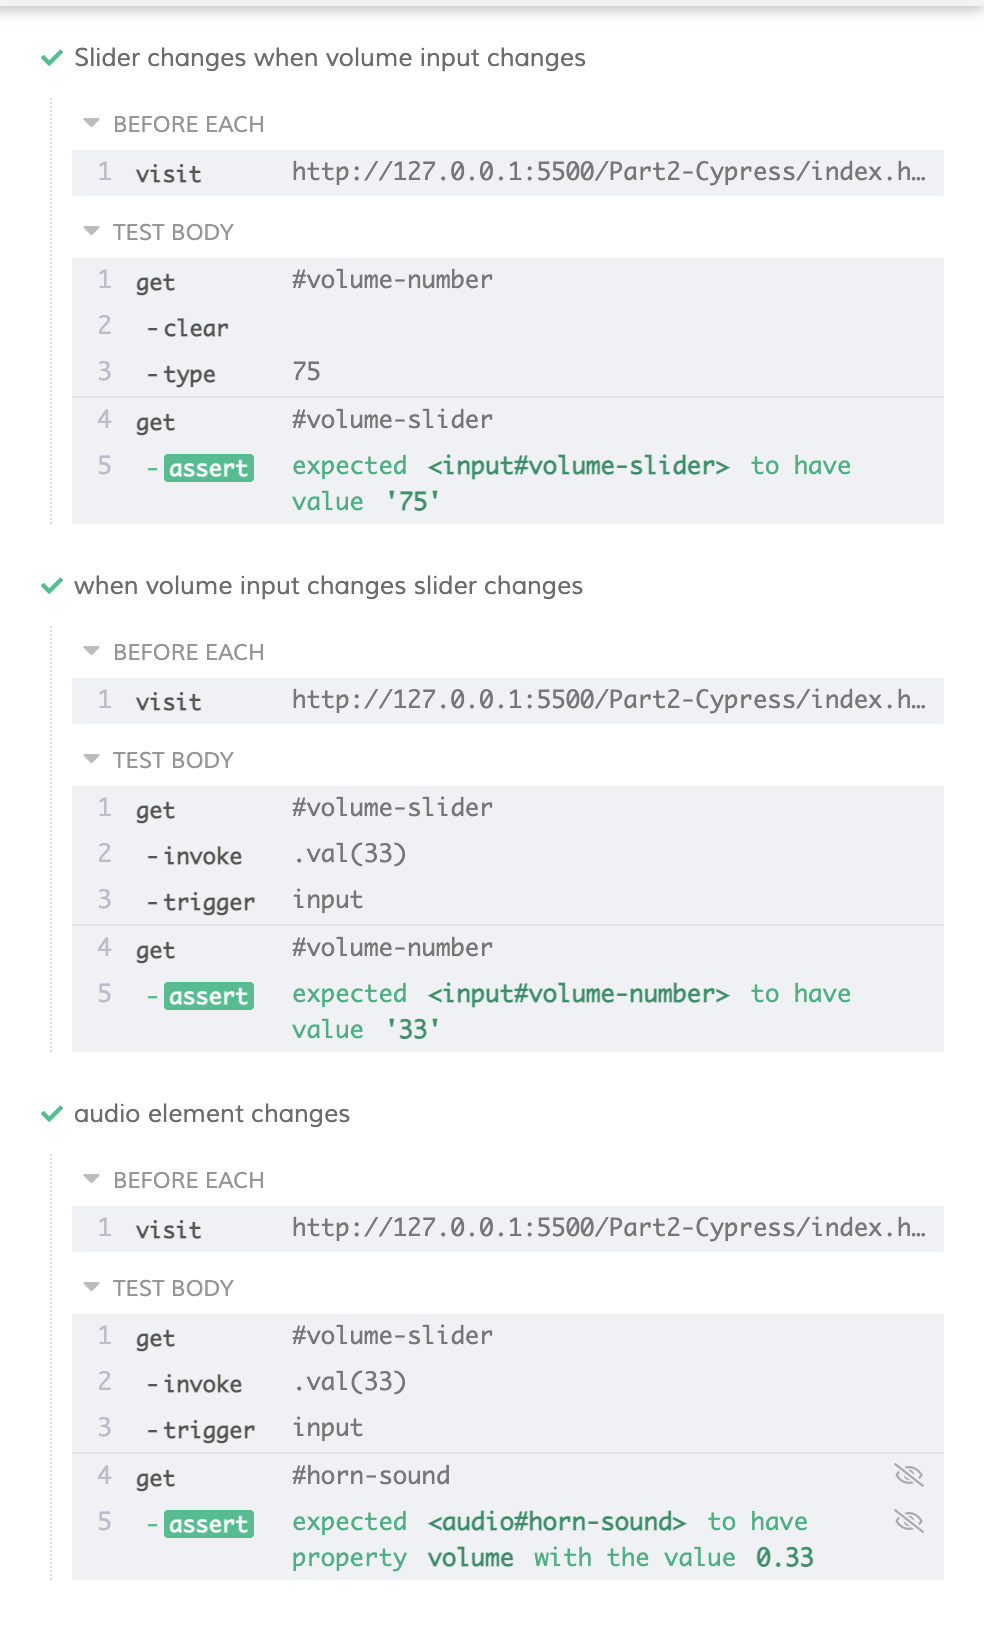 Slider changes when volume input changes
BEFORE EACH
1 visit http://127.0.0.1:5500/Part2-Cypress/index.h…
TEST BODY
1 get #volume-number
2 -clear
3 -type 75
4 get #volume-slider
5 -assert expected <input#volume-slider> to have
value '75'
when volume input changes slider changes
BEFORE EACH
1 visit http://127.0.0.1:5500/Part2-Cypress/index.h…
TEST BODY
1 get #volume-slider
2 -invoke .val(33)
3 -trigger input
4 get #volume-number
5 -assert expected <input#volume-number> to have
value '33'
audio element changes
BEFORE EACH
1 visit http://127.0.0.1:5500/Part2-Cypress/index.h…
TEST BODY
1 get #volume-slider
2 -invoke .val(33)
3 -trigger input
4 get #horn-sound
5 -assert expected <audio#horn-sound> to have
property volume with the value 0.33